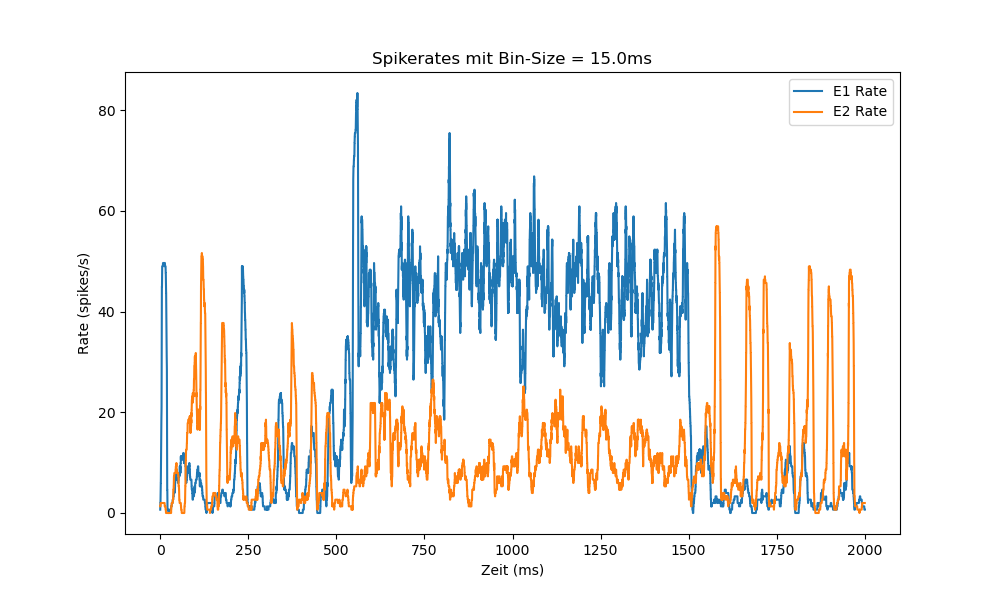 Spikerates mit Bin-Size = 15.0ms
E1 Rate
E2 Rate
Rate (spikes/s)
80
60
40
20
0
0 250 500 750 1000 1250 1500 1750 2000
Zeit (ms)